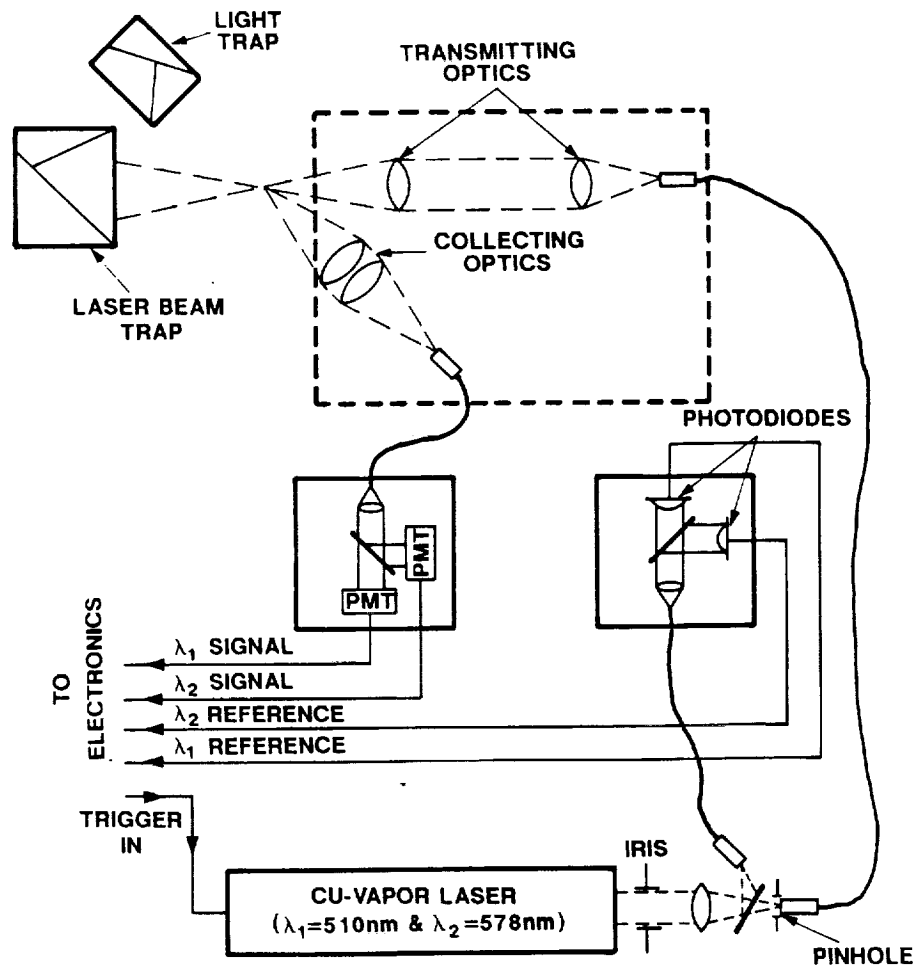 LIGHT
TRAP
TRANSMITTING
OPTICS
COLLECTING
OPTICS
LASER BEAM
TRAP
PHOTODIODES
PMT
PMT
λ1 SIGNAL
λ2 SIGNAL
λ2 REFERENCE
λ1 REFERENCE
TO
ELECTRONICS
TRIGGER
IN
IRIS
CU-VAPOR LASER
(λ1=510nm & λ2=578nm)
PINHOLE